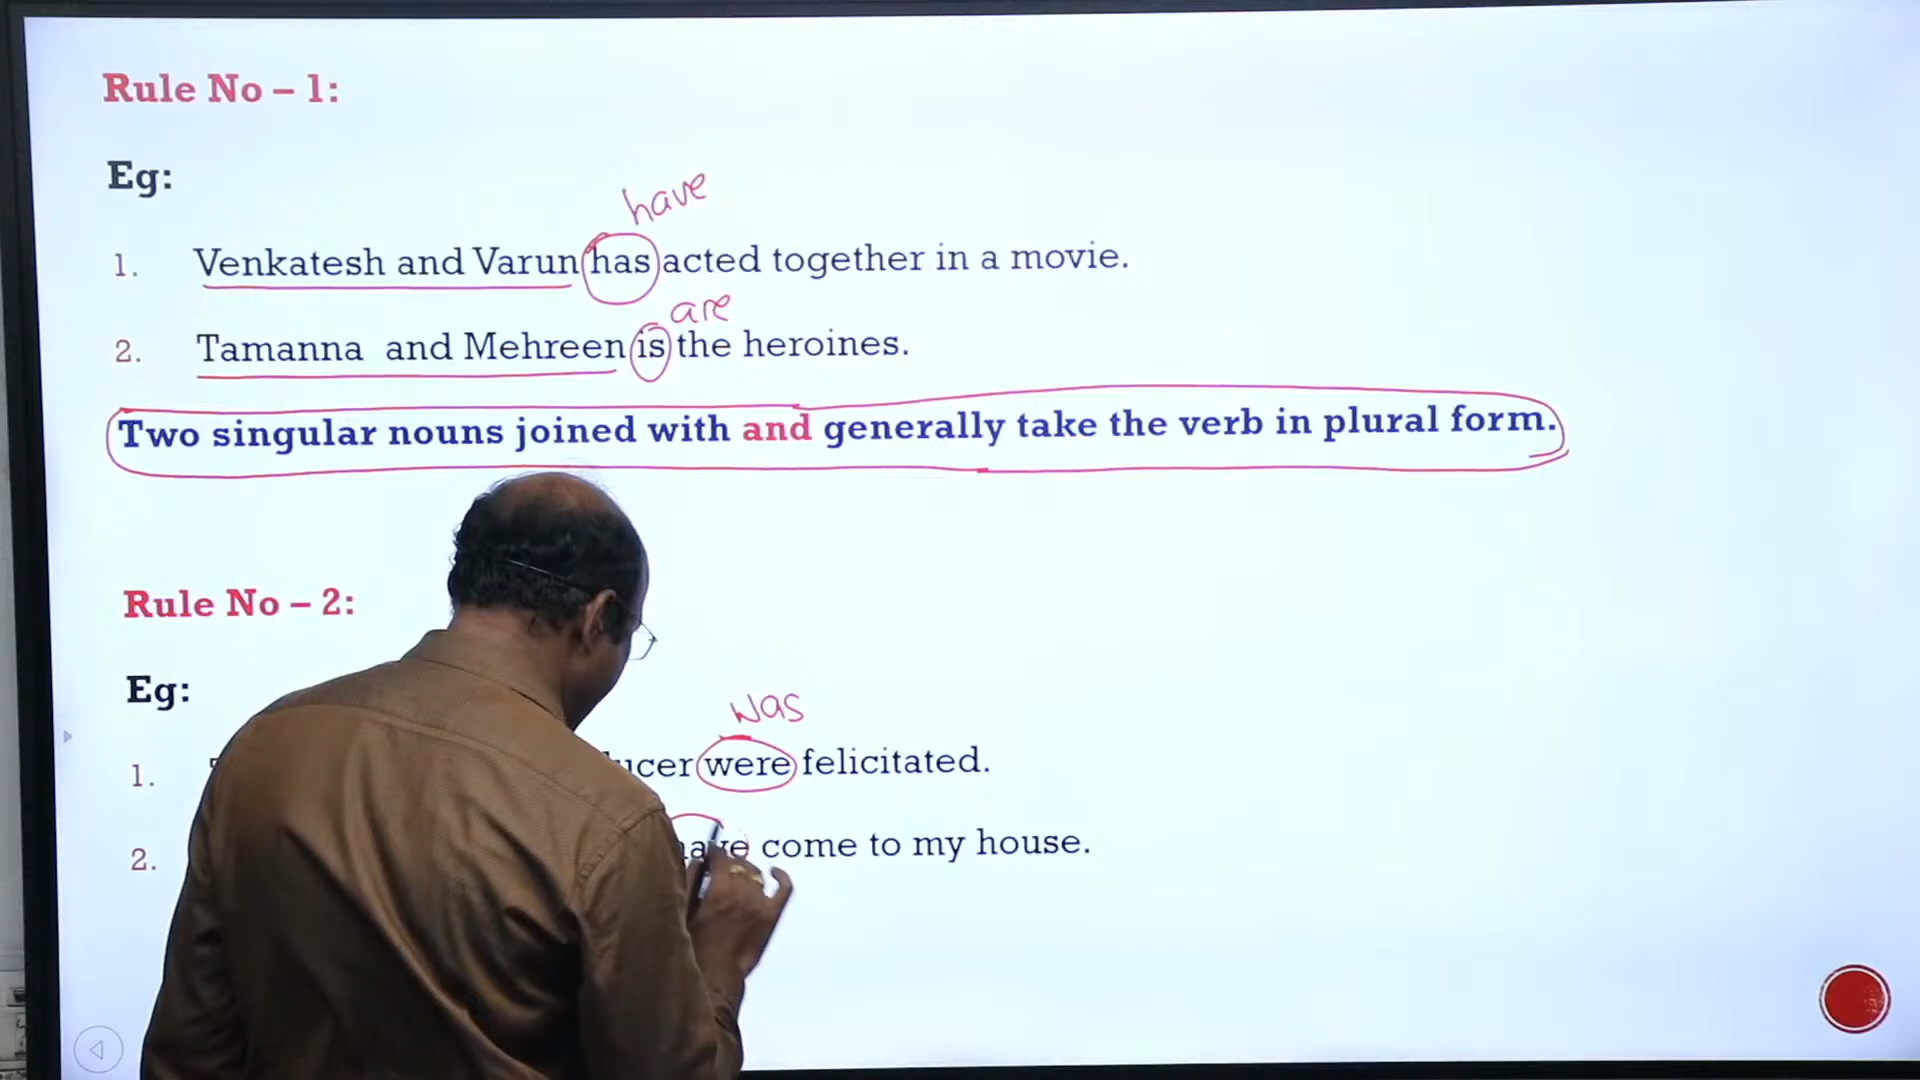 Rule No – 1:
Eg:
have
1. Venkatesh and Varun has acted together in a movie.
are
2. Tamanna and Mehreen is the heroines.
Two singular nouns joined with and generally take the verb in plural form.
Rule No – 2:
Eg:
was
1. were felicitated.
2. have come to my house.